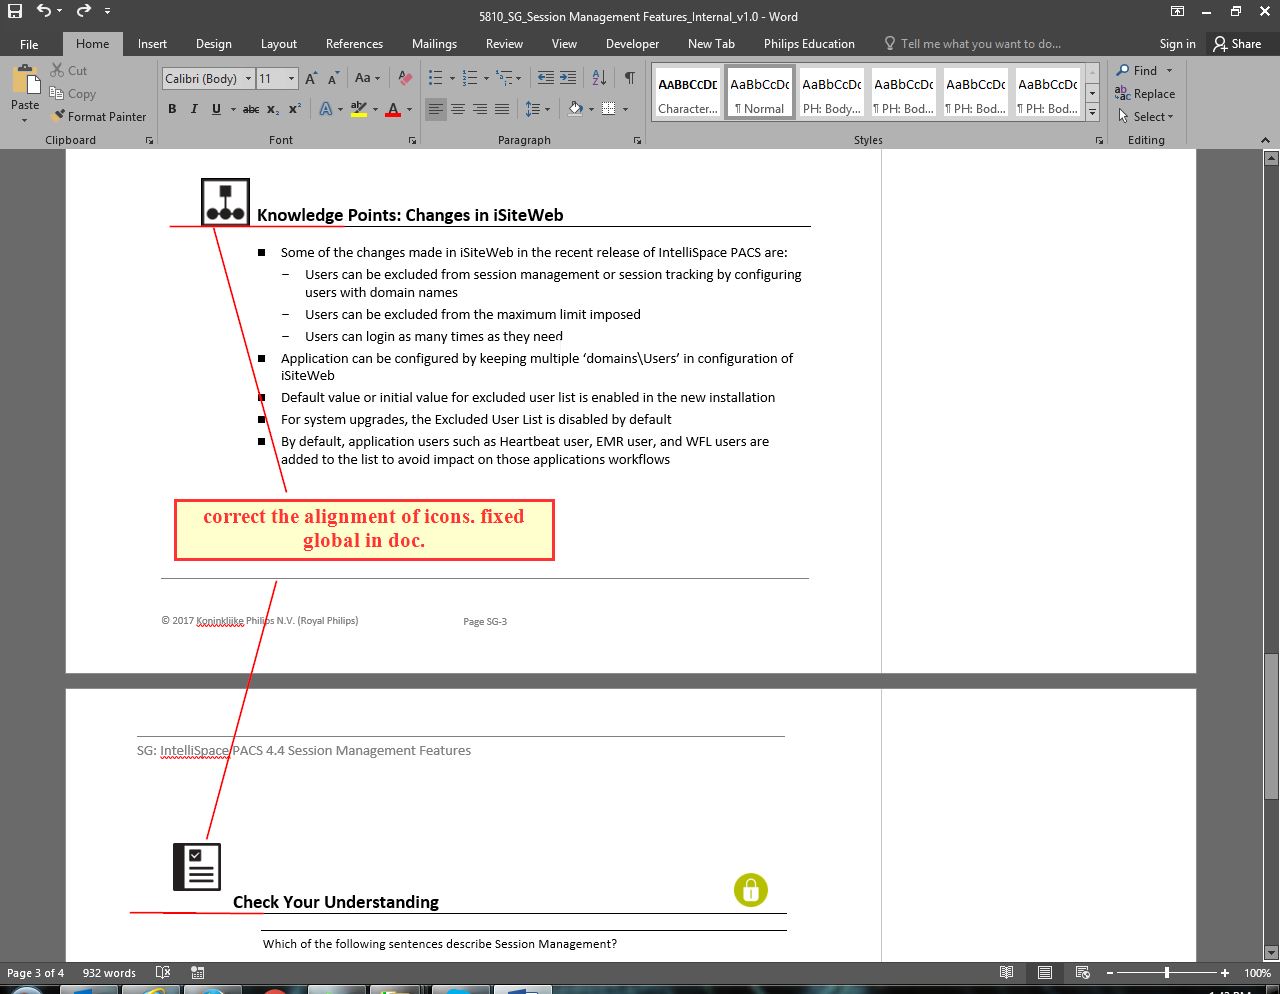 5810_SG_Session Management Features_Internal_v1.0 - Word
File Home Insert Design Layout References Mailings Review View Developer New Tab Philips Education Tell me what you want to do... Sign in Share
Paste
Cut
Copy
Format Painter
Calibri (Body) 11 Aa
B I U abc x₂ x² A A
AABBCCDE AaBbCcDc AaBbCcDc AaBbCcDc AaBbCcDc AaBbCcDc
Character... ¶ Normal PH: Body... ¶ PH: Bod... ¶ PH: Bod... ¶ PH: Bod...
Find
Replace
Select
Clipboard Font Paragraph Styles Editing
Knowledge Points: Changes in iSiteWeb
■ Some of the changes made in iSiteWeb in the recent release of IntelliSpace PACS are:
– Users can be excluded from session management or session tracking by configuring
users with domain names
– Users can be excluded from the maximum limit imposed
– Users can login as many times as they need
■ Application can be configured by keeping multiple ‘domains\Users’ in configuration of
iSiteWeb
■ Default value or initial value for excluded user list is enabled in the new installation
■ For system upgrades, the Excluded User List is disabled by default
■ By default, application users such as Heartbeat user, EMR user, and WFL users are
added to the list to avoid impact on those applications workflows
correct the alignment of icons. fixed
global in doc.
© 2017 Koninklijke Philips N.V. (Royal Philips) Page SG-3
SG: IntelliSpace PACS 4.4 Session Management Features
Check Your Understanding
Which of the following sentences describe Session Management?
Page 3 of 4 932 words 100%